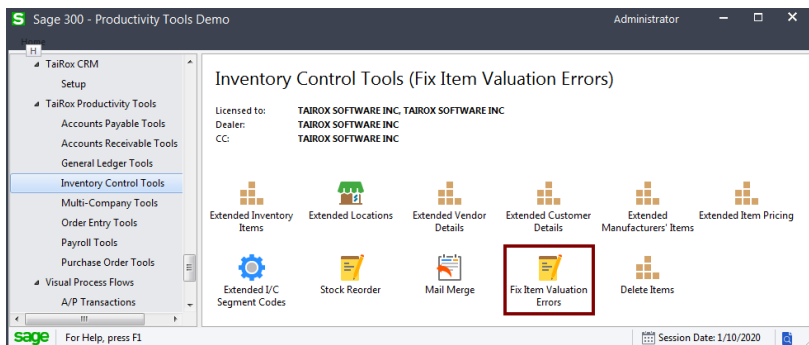 S Sage 300 - Productivity Tools Demo
Administrator
Home
H
TaiRox CRM
Setup
TaiRox Productivity Tools
Accounts Payable Tools
Accounts Receivable Tools
General Ledger Tools
Inventory Control Tools
Multi-Company Tools
Order Entry Tools
Payroll Tools
Purchase Order Tools
Visual Process Flows
A/P Transactions
Inventory Control Tools (Fix Item Valuation Errors)
Licensed to: TAIROX SOFTWARE INC, TAIROX SOFTWARE INC
Dealer: TAIROX SOFTWARE INC
CC: TAIROX SOFTWARE INC
Extended Inventory
Items
Extended Locations
Extended Vendor
Details
Extended Customer
Details
Extended
Manufacturers' Items
Extended Item Pricing
Extended I/C
Segment Codes
Stock Reorder
Mail Merge
Fix Item Valuation
Errors
Delete Items
sage For Help, press F1
Session Date: 1/10/2020